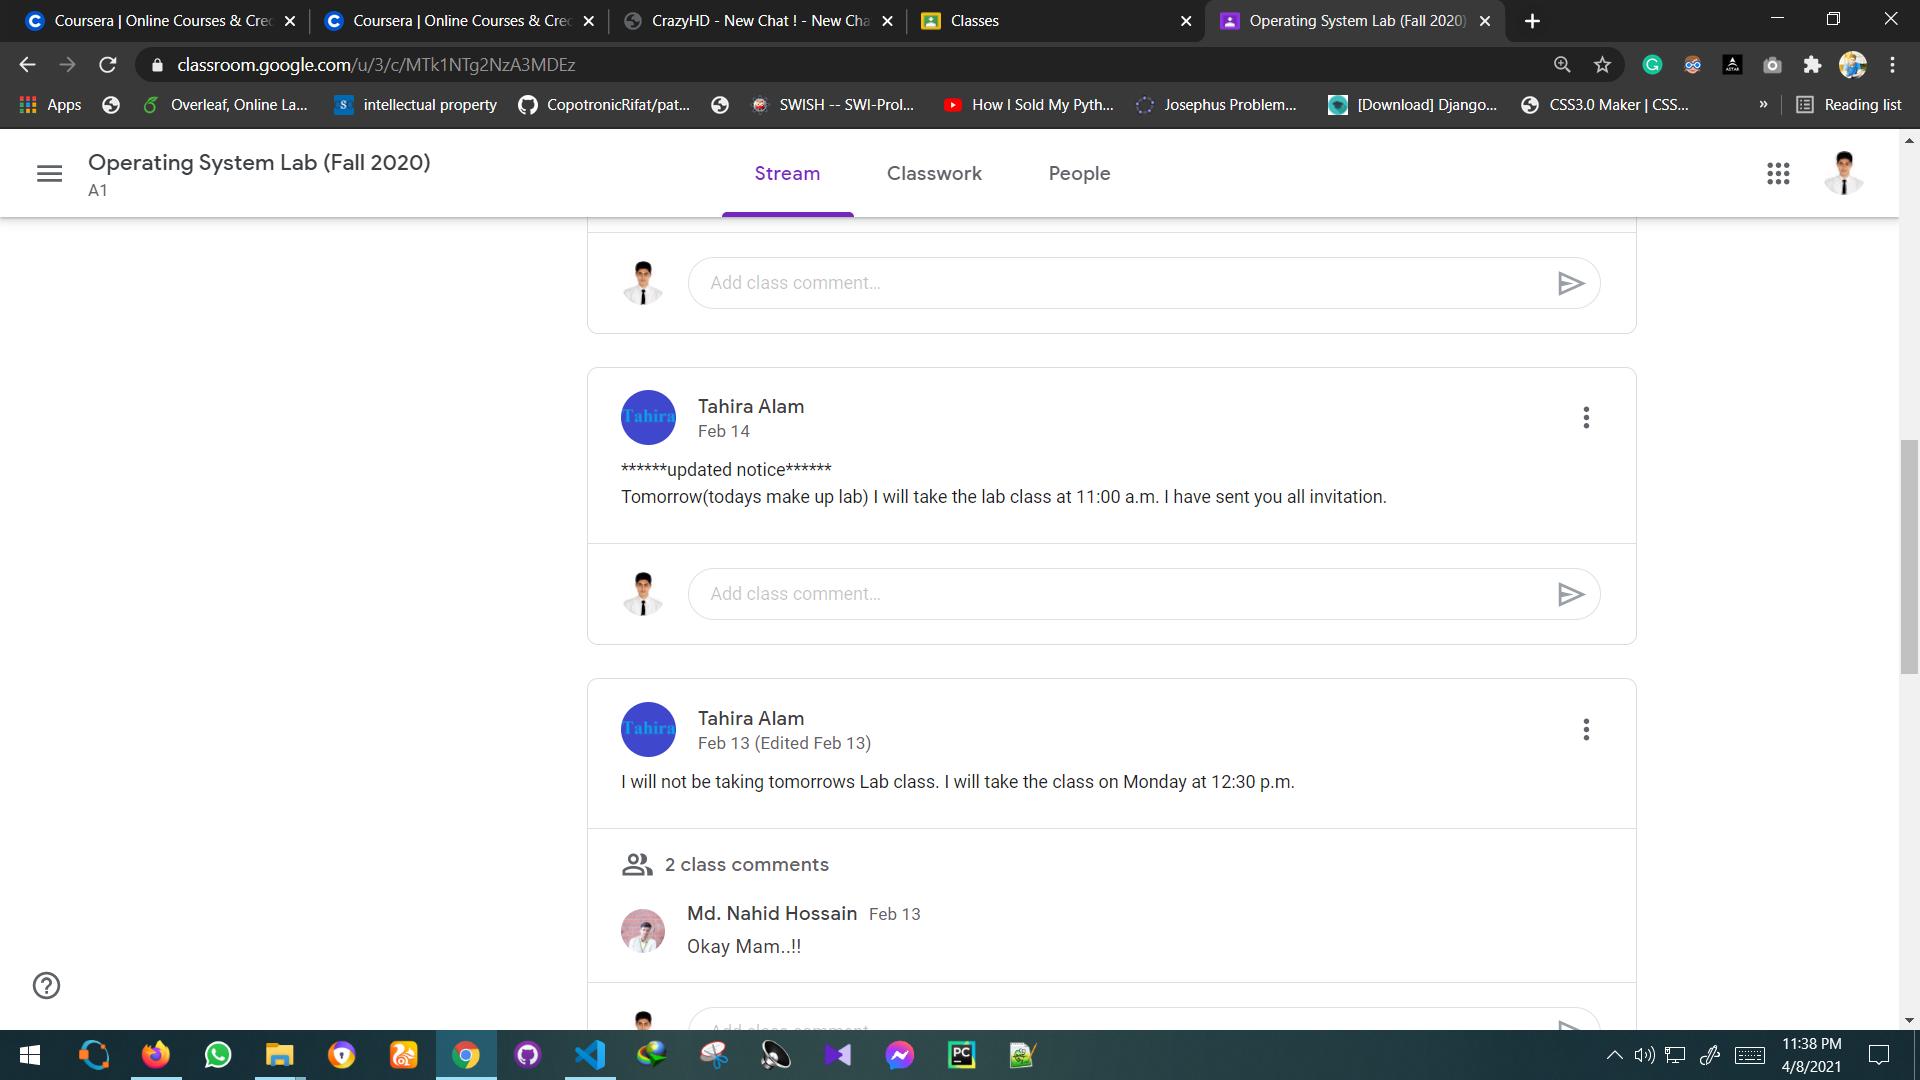 Coursera | Online Courses & Cre
Coursera | Online Courses & Cre
CrazyHD - New Chat ! - New Cha
Classes
Operating System Lab (Fall 2020)
classroom.google.com/u/3/c/MTk1NTg2NzA3MDEz
Apps
Overleaf, Online La...
intellectual property
CopotronicRifat/pat...
SWISH -- SWI-Prol...
How I Sold My Pyth...
Josephus Problem...
[Download] Django...
CSS3.0 Maker | CSS...
»
Reading list
Operating System Lab (Fall 2020)
A1
Stream
Classwork
People
Add class comment...
Tahira
Tahira Alam
Feb 14
******updated notice******
Tomorrow(todays make up lab) I will take the lab class at 11:00 a.m. I have sent you all invitation.
Add class comment...
Tahira
Tahira Alam
Feb 13 (Edited Feb 13)
I will not be taking tomorrows Lab class. I will take the class on Monday at 12:30 p.m.
2 class comments
Md. Nahid Hossain Feb 13
Okay Mam..!!
Add class comment
11:38 PM
4/8/2021